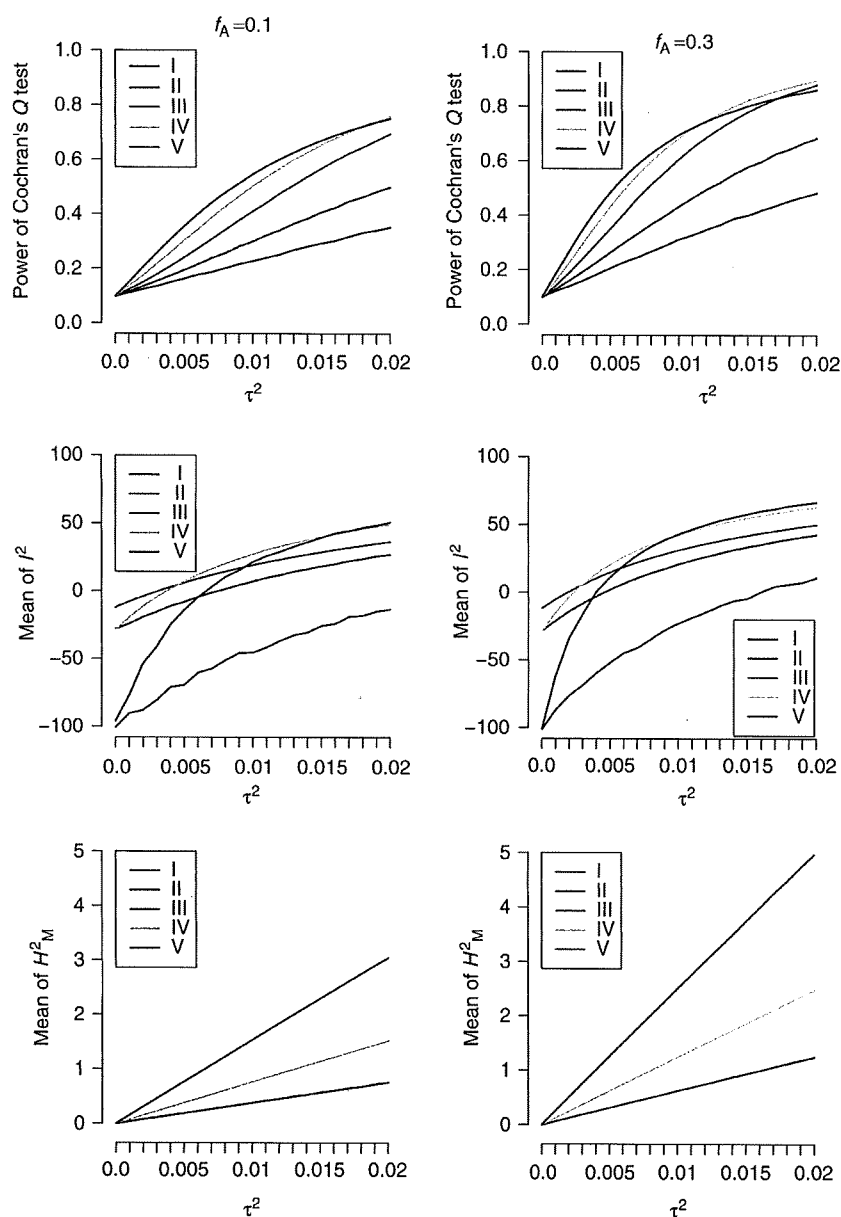 f_A=0.1
1.0
0.8
0.6
0.4
0.2
0.0
Power of Cochran's Q test
I
II
III
IV
V
0.0 0.005 0.01 0.015 0.02
τ²
f_A=0.3
1.0
0.8
0.6
0.4
0.2
0.0
Power of Cochran's Q test
I
II
III
IV
V
0.0 0.005 0.01 0.015 0.02
τ²
100
50
0
−50
−100
Mean of I²
I
II
III
IV
V
0.0 0.005 0.01 0.015 0.02
τ²
100
50
0
−50
−100
Mean of I²
I
II
III
IV
V
0.0 0.005 0.01 0.015 0.02
τ²
5
4
3
2
1
0
Mean of H²_M
I
II
III
IV
V
0.0 0.005 0.01 0.015 0.02
τ²
5
4
3
2
1
0
Mean of H²_M
I
II
III
IV
V
0.0 0.005 0.01 0.015 0.02
τ²